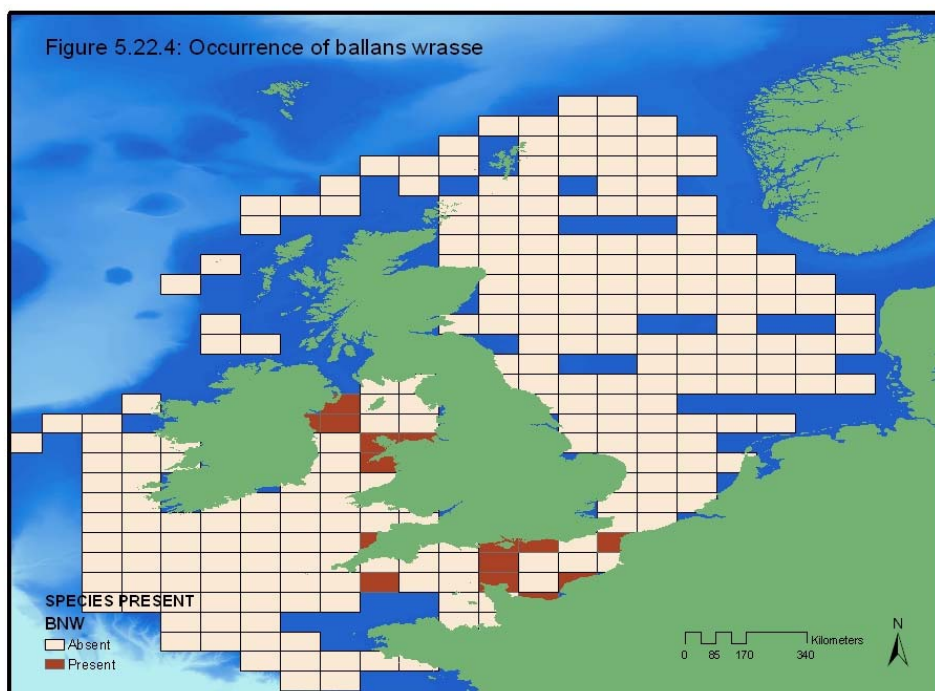 Figure 5.22.4: Occurrence of ballans wrasse
SPECIES PRESENT
BNW
Absent
Present
Kilometers
0 85 170 340
N